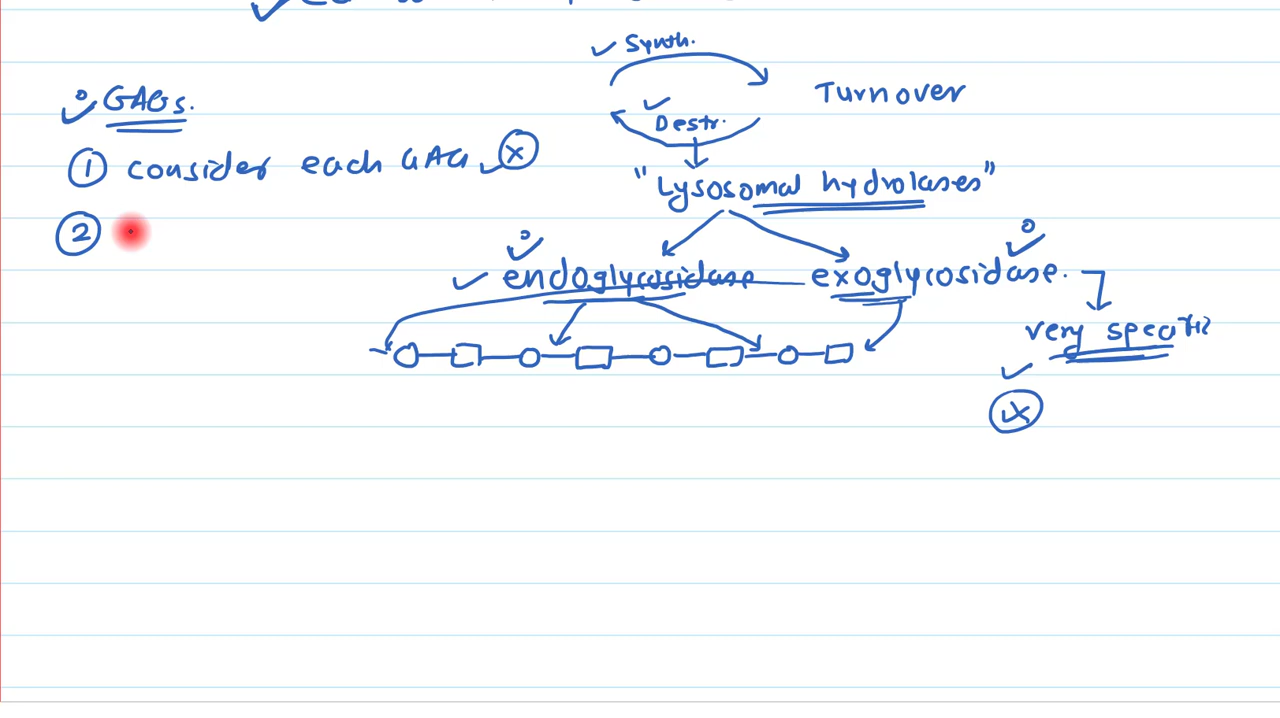 Synth.
GAGs.
Turnover
Destr.
① consider each GAG x
"Lysosomal hydrolases"
②
endoglycosidase exoglycosidase.
very specific
x